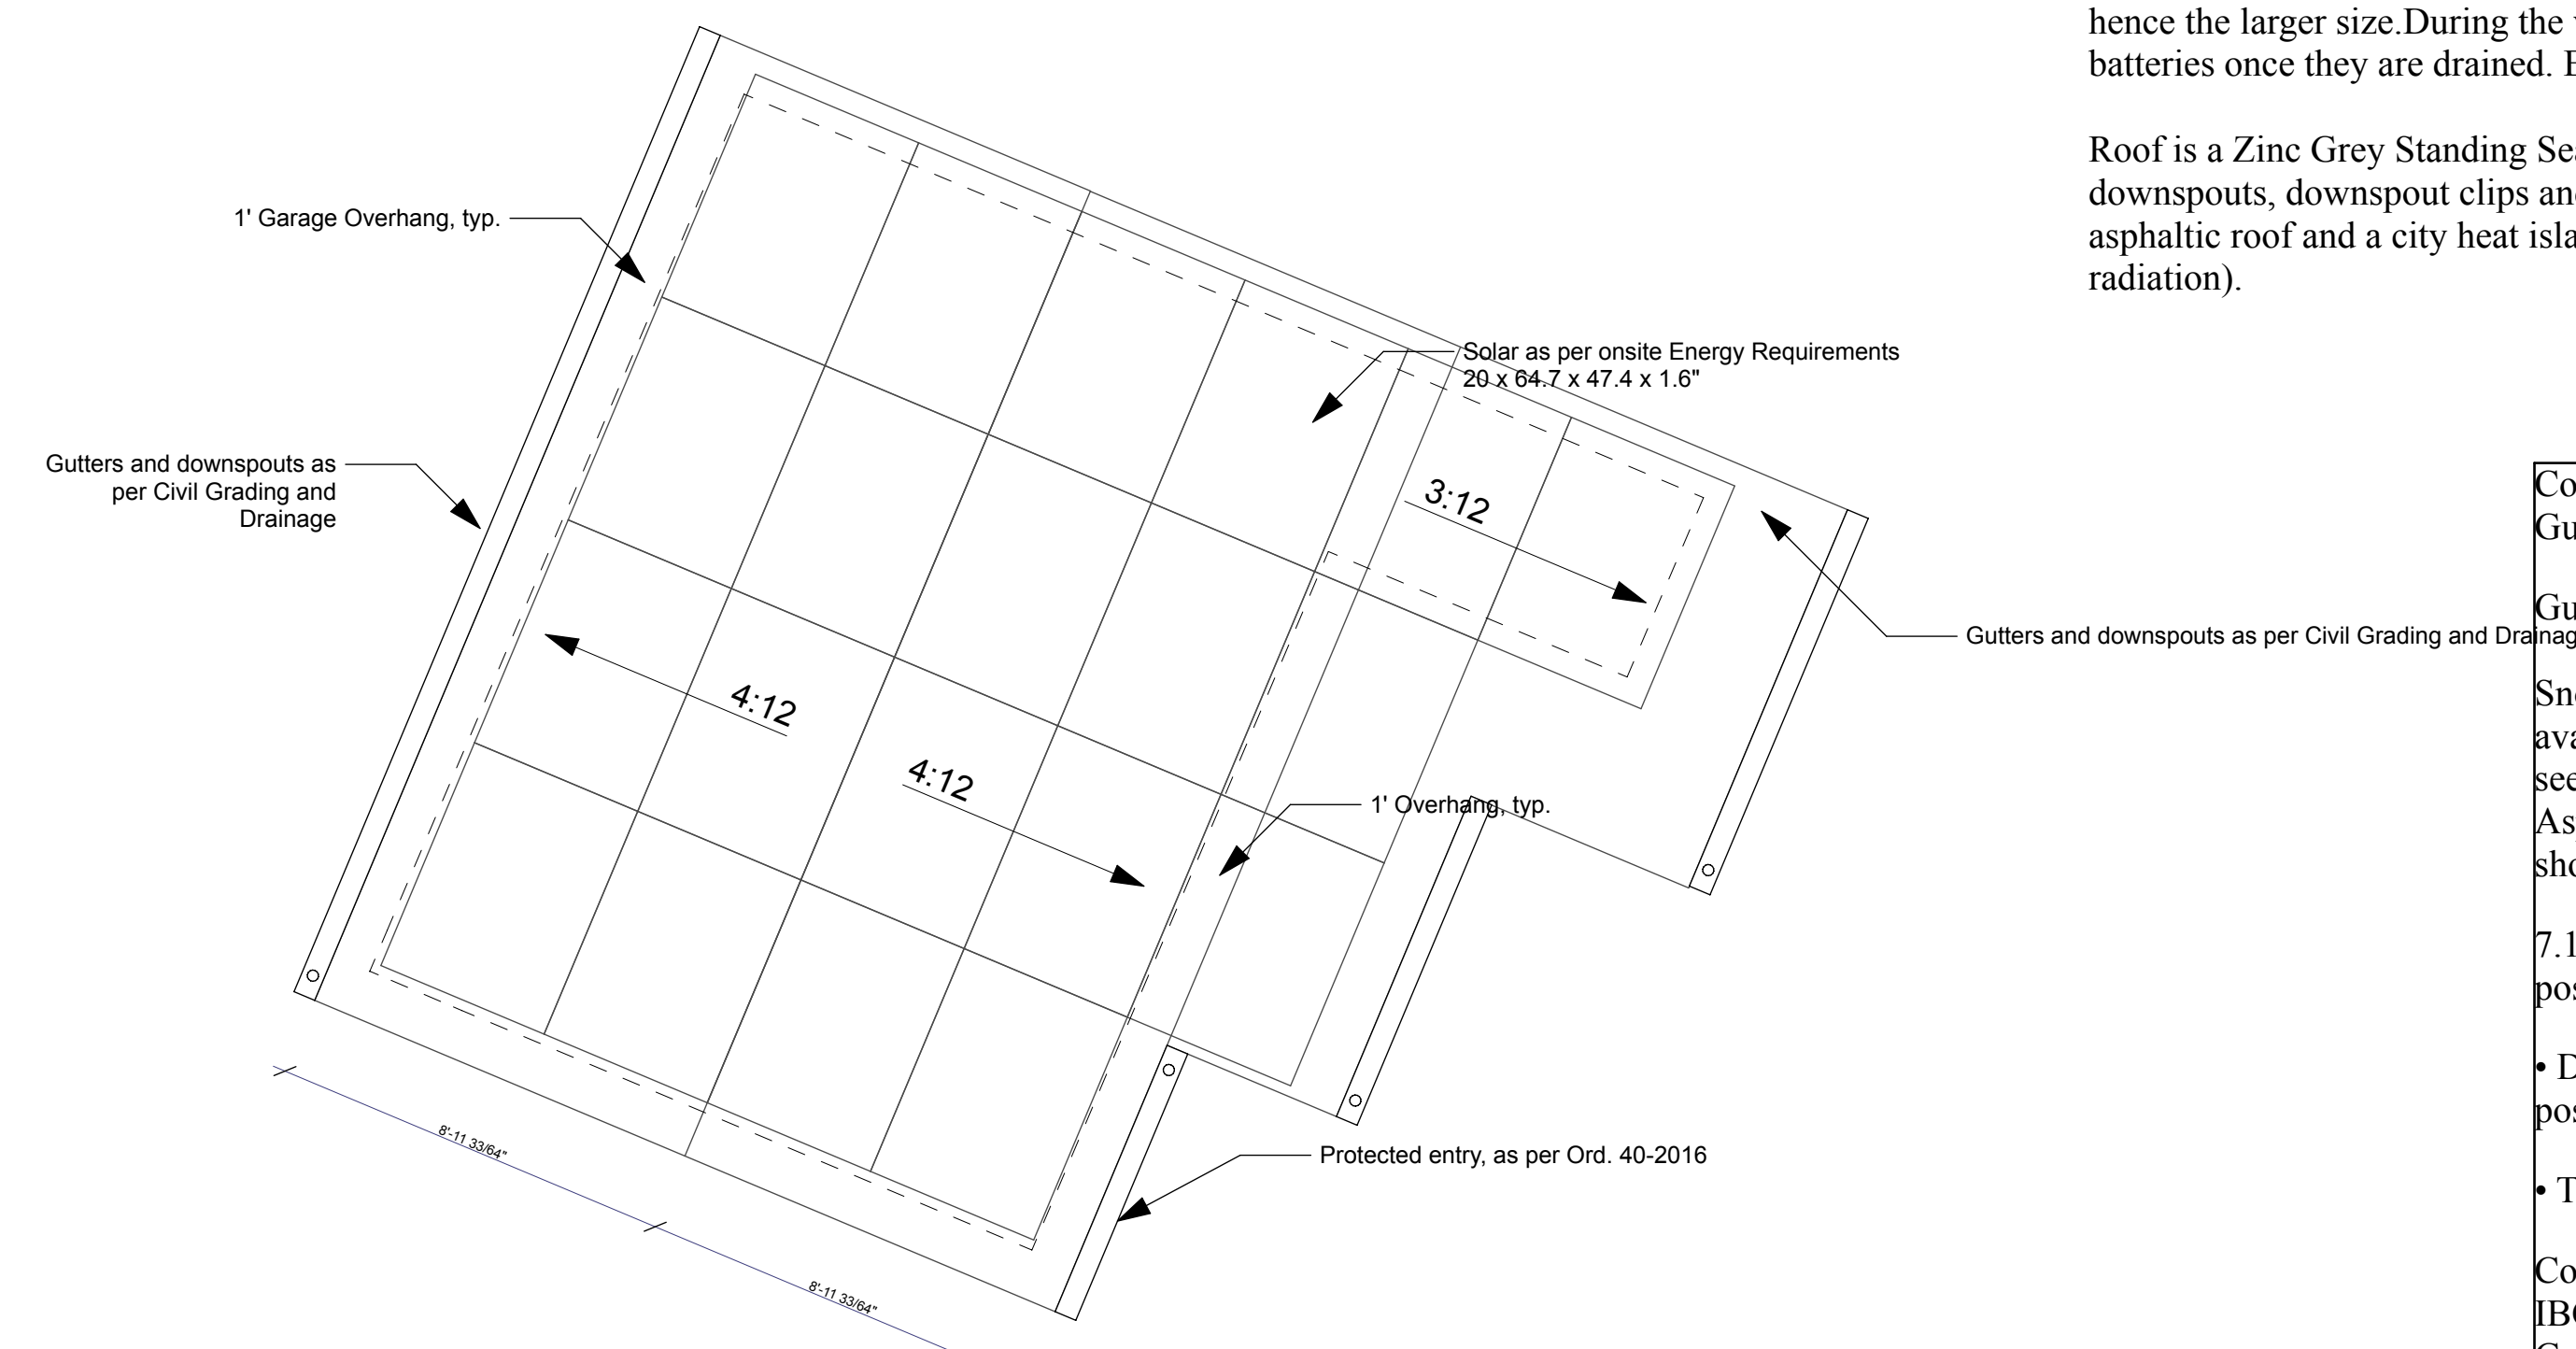 hence the larger size.During the
batteries once they are drained.
Roof is a Zinc Grey Standing
downspouts, downspout clips
asphaltic roof and a city heat
radiation).
1' Garage Overhang, typ.
Solar as per onsite Energy Requirements
20 x 64.7 x 47.4 x 1.6"
Gutters and downspouts as
per Civil Grading and
Drainage
3:12
Gutters and downspouts as per Civil Grading and
4:12
4:12
1' Overhang, typ.
8'-11 33/64"
8'-11 33/64"
Protected entry, as per Ord. 40-2016